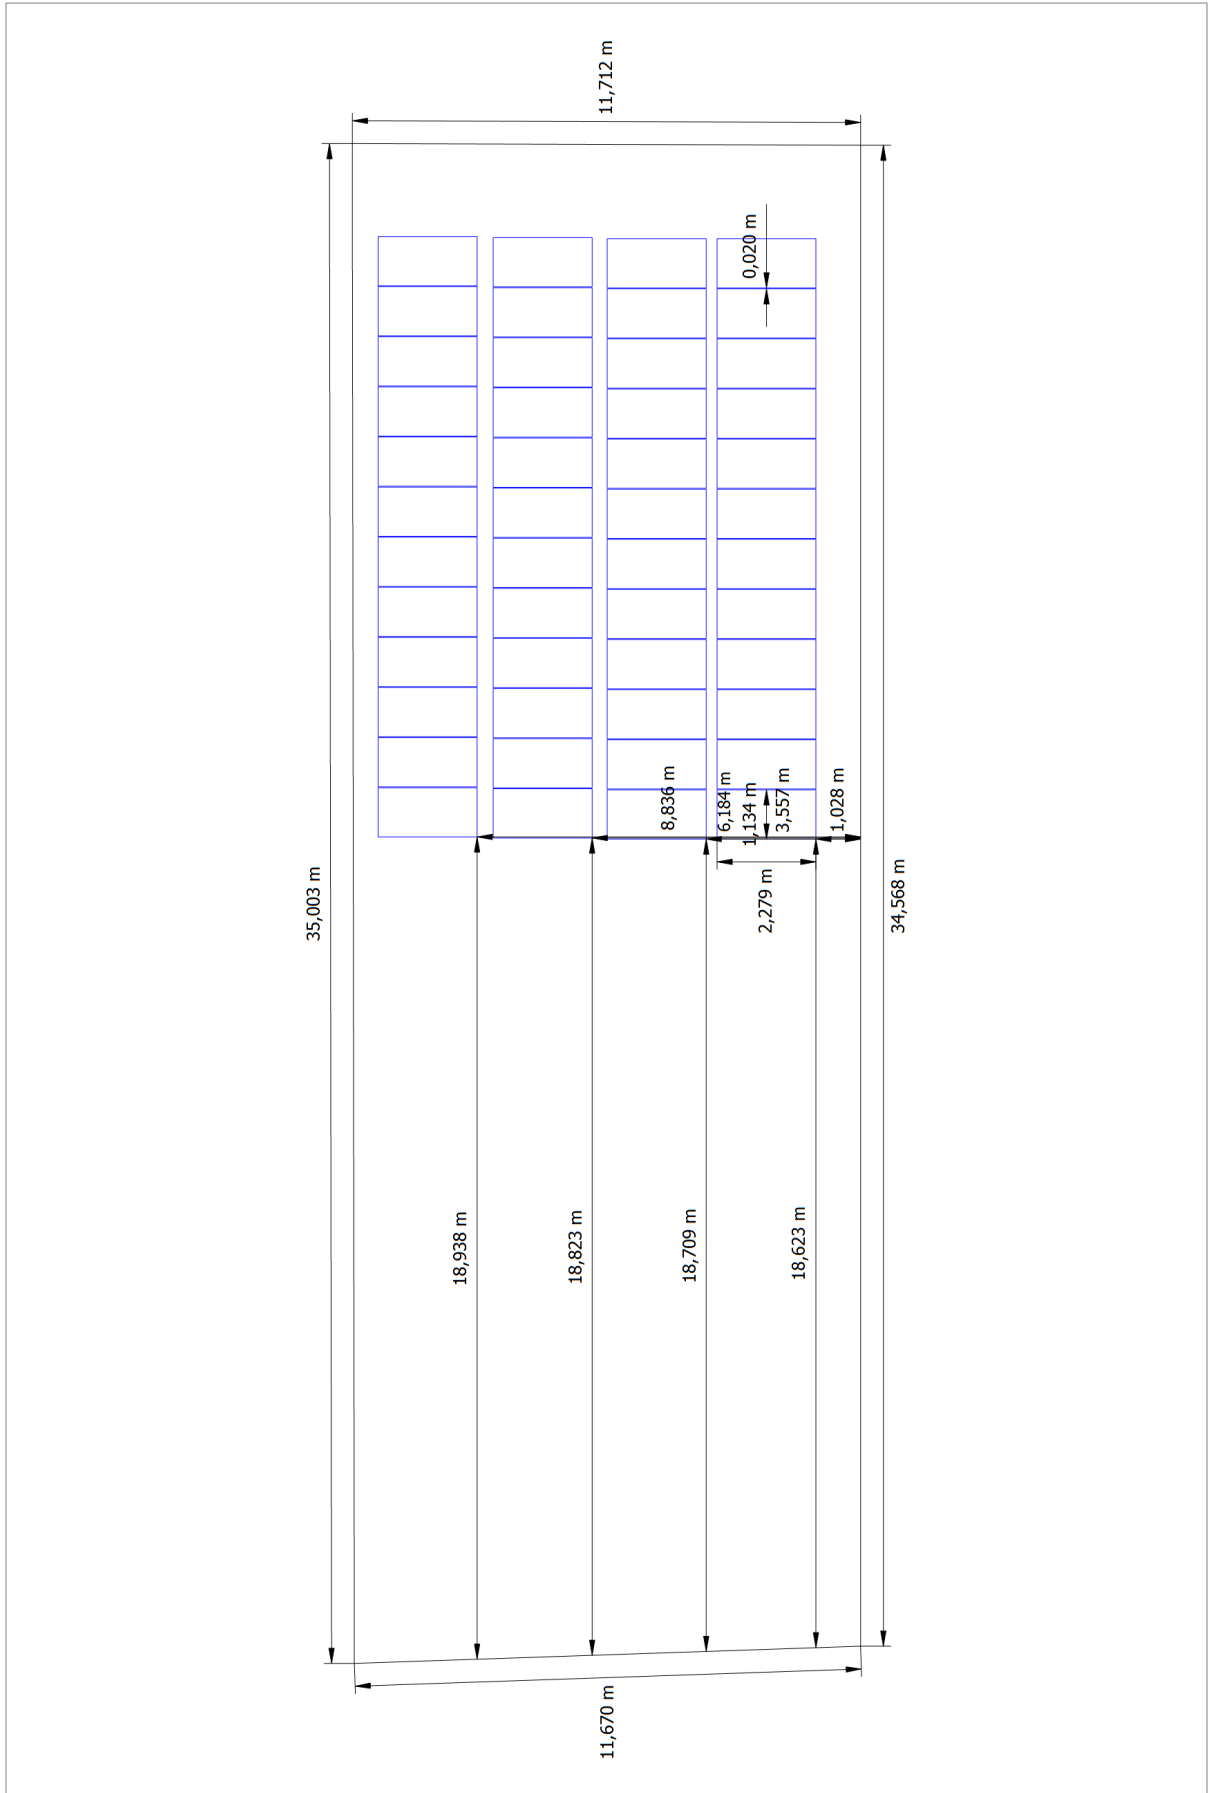 11,712 m
0,020 m
8,836 m
6,184 m
1,134 m
3,557 m
1,028 m
2,279 m
35,003 m
34,568 m
18,938 m
18,823 m
18,709 m
18,623 m
11,670 m